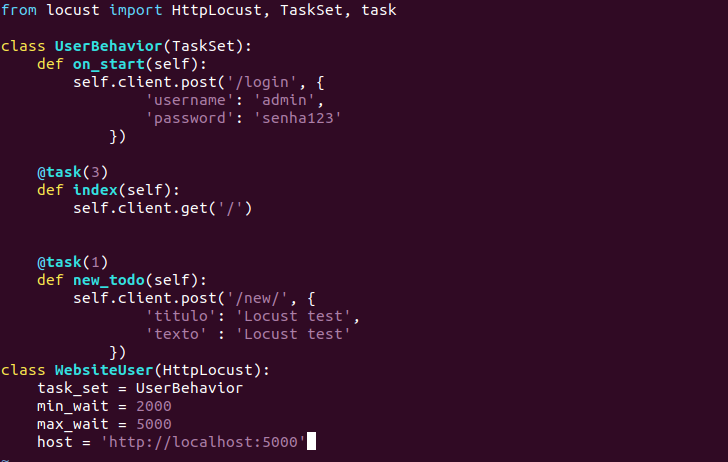 from locust import HttpLocust, TaskSet, task
class UserBehavior(TaskSet):
    def on_start(self):
        self.client.post('/login', {
                'username': 'admin',
                'password': 'senha123'
            })
    @task(3)
    def index(self):
        self.client.get('/')
    @task(1)
    def new_todo(self):
        self.client.post('/new/', {
                'titulo': 'Locust test',
                'texto' : 'Locust test'
            })
class WebsiteUser(HttpLocust):
    task_set = UserBehavior
    min_wait = 2000
    max_wait = 5000
    host = 'http://localhost:5000'
~